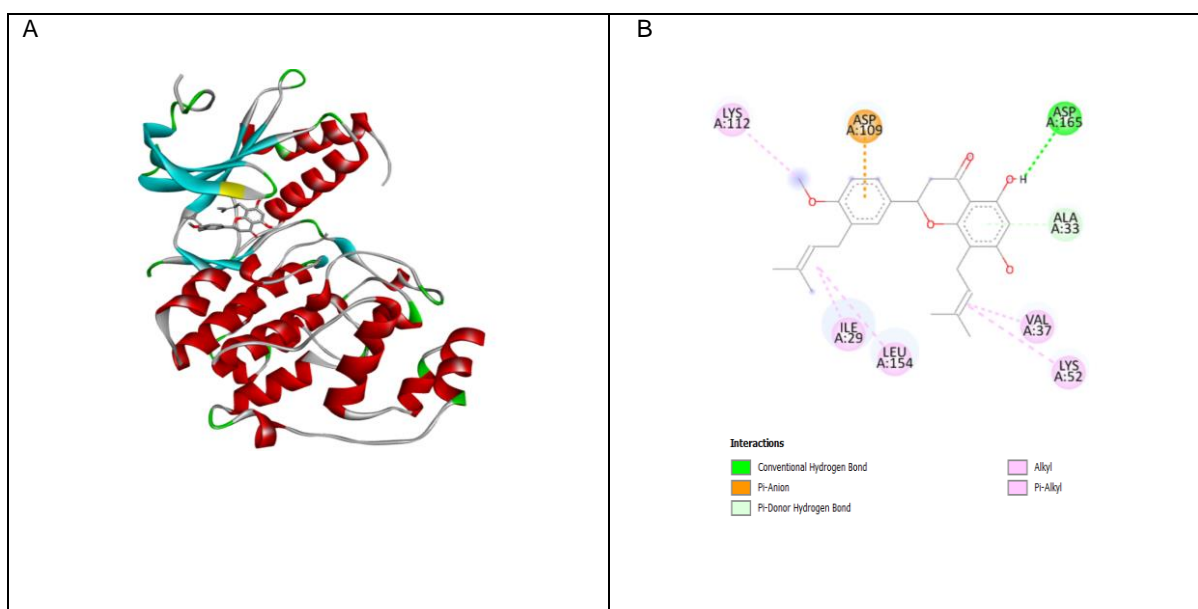 A
B
LYS
A:112
ASP
A:109
ASP
A:165
O
O
H
O
O
ALA
A:33
O
ILE
A:29
LEU
A:154
VAL
A:37
LYS
A:52
Interactions
Conventional Hydrogen Bond
Pi-Anion
Pi-Donor Hydrogen Bond
Alkyl
Pi-Alkyl